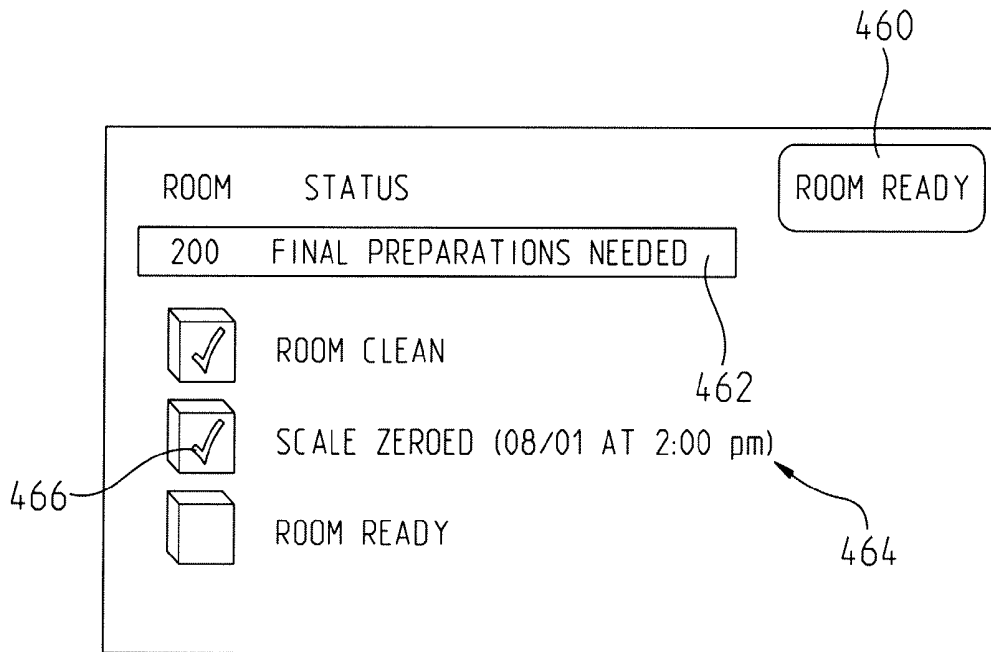 460
ROOM STATUS
ROOM READY
200 FINAL PREPARATIONS NEEDED
462
ROOM CLEAN
SCALE ZEROED (08/01 AT 2:00 pm)
466
464
ROOM READY